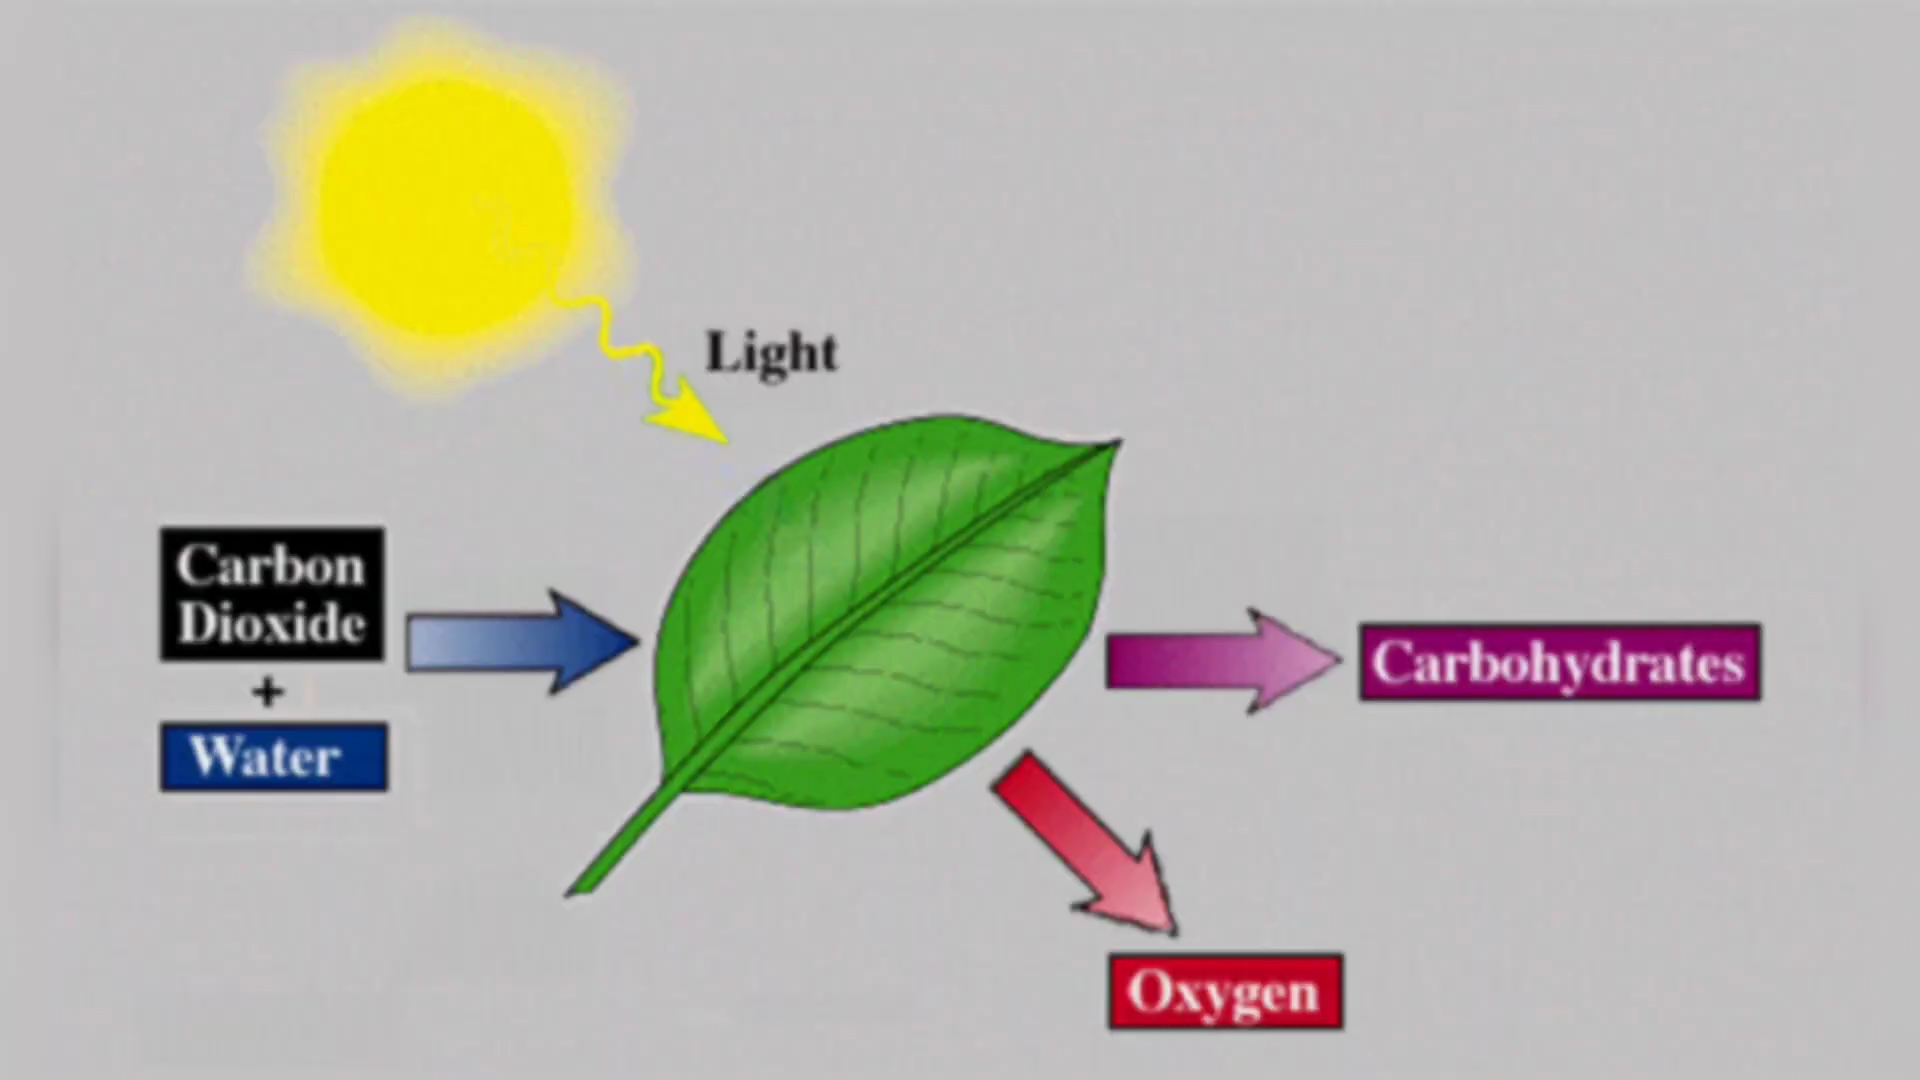 Light
Carbon
Dioxide
+
Water
Carbohydrates
Oxygen